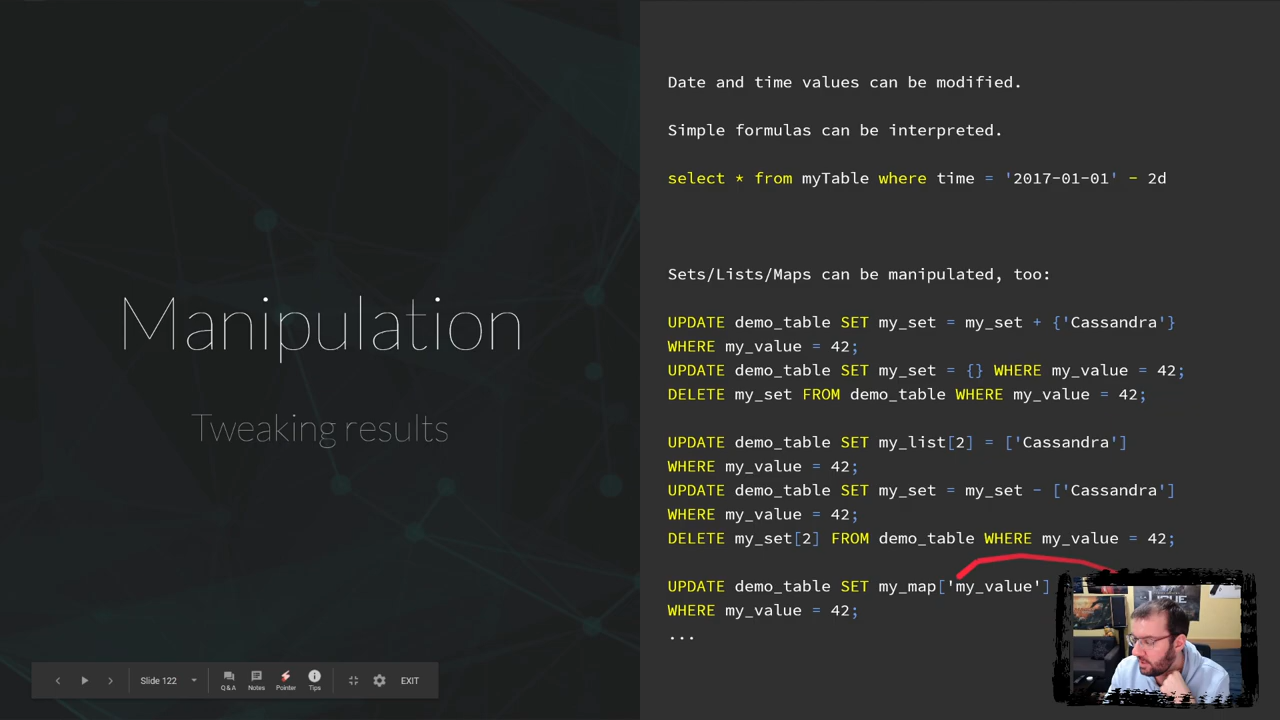 Manipulation
Tweaking results
Date and time values can be modified.
Simple formulas can be interpreted.
select * from myTable where time = '2017-01-01' - 2d
Sets/Lists/Maps can be manipulated, too:
UPDATE demo_table SET my_set = my_set + {'Cassandra'}
WHERE my_value = 42;
UPDATE demo_table SET my_set = {} WHERE my_value = 42;
DELETE my_set FROM demo_table WHERE my_value = 42;
UPDATE demo_table SET my_list[2] = ['Cassandra']
WHERE my_value = 42;
UPDATE demo_table SET my_set = my_set - ['Cassandra']
WHERE my_value = 42;
DELETE my_set[2] FROM demo_table WHERE my_value = 42;
UPDATE demo_table SET my_map['my_value']
WHERE my_value = 42;
...
Slide 122
Q&A
Notes
Pointer
Tips
EXIT